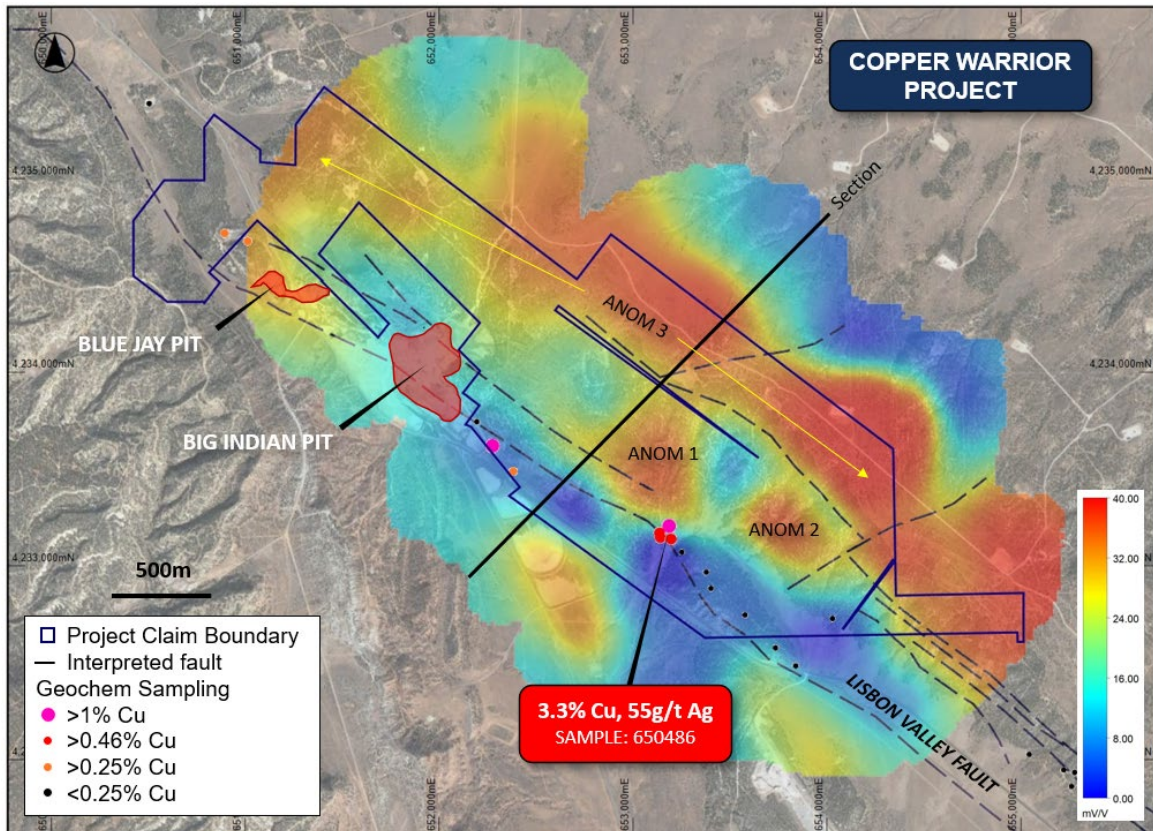 COPPER WARRIOR
PROJECT
651,000mE
652,000mE
653,000mE
4,235,000mN
4,235,000mN
Section
ANOM 3
BLUE JAY PIT
4,234,000mN
4,234,000mN
BIG INDIAN PIT
ANOM 1
ANOM 2
4,233,000mN
4,233,000mN
500m
40.00
32.00
24.00
16.00
8.00
0.00
mV/V
Project Claim Boundary
Interpreted fault
Geochem Sampling
>1% Cu
>0.46% Cu
>0.25% Cu
<0.25% Cu
3.3% Cu, 55g/t Ag
SAMPLE: 650486
LISBON VALLEY FAULT
652,000mE
653,000mE
654,000mE
655,000mE